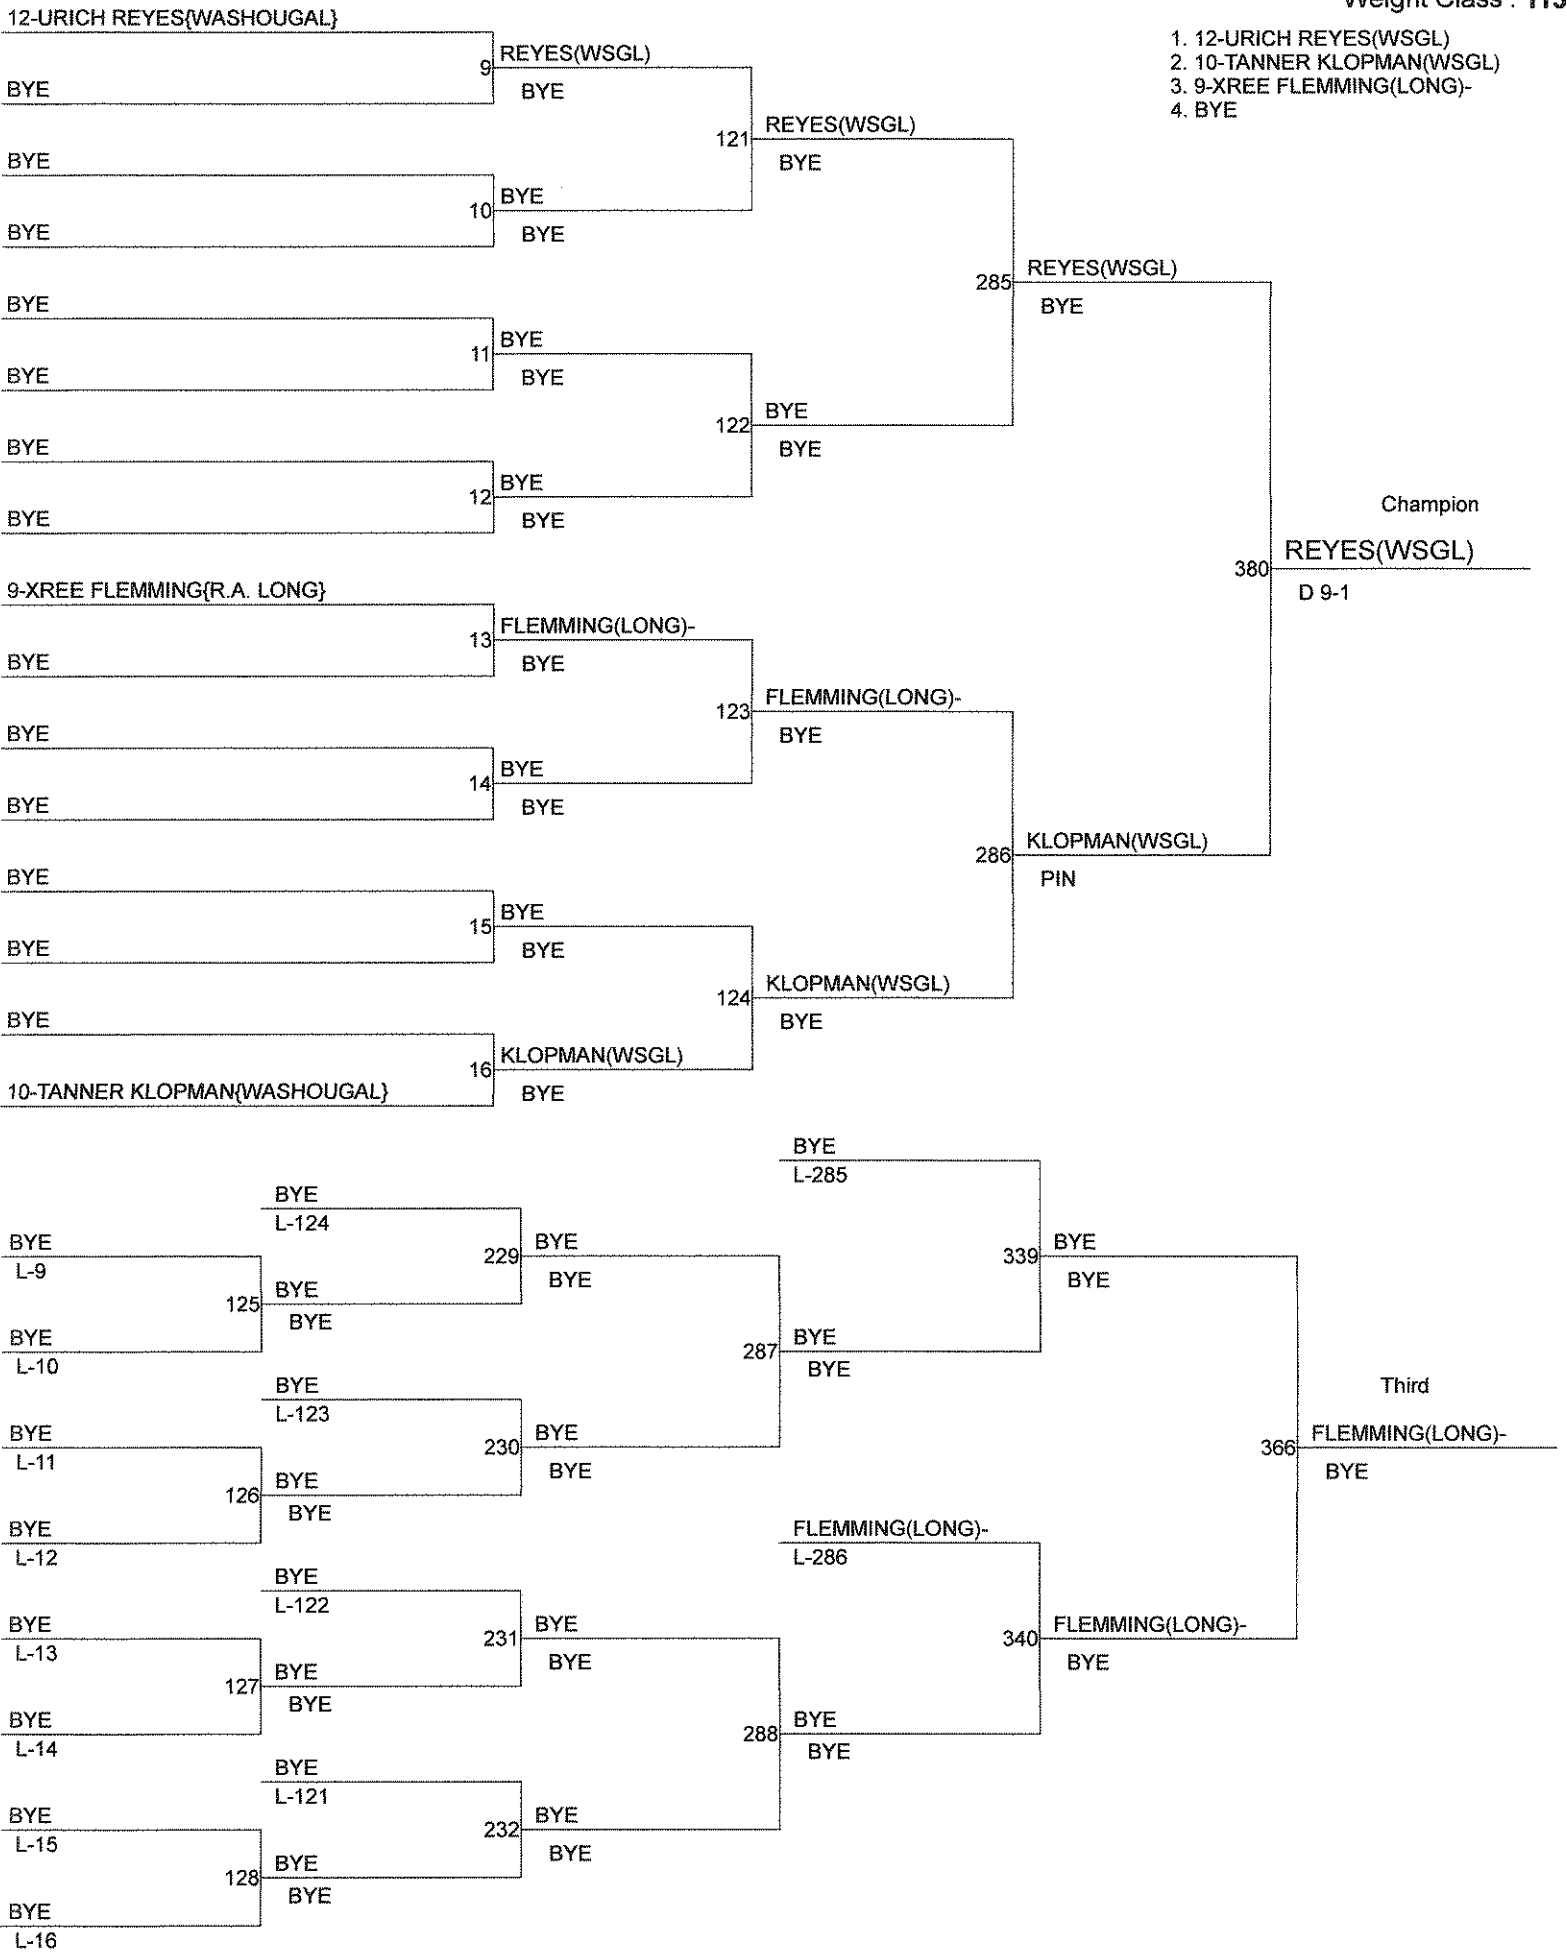 Weight Class : 113
1. 12-URICH REYES(WSGL)
2. 10-TANNER KLOPMAN(WSGL)
3. 9-XREE FLEMMING(LONG)-
4. BYE
12-URICH REYES{WASHOUGAL}
9 REYES(WSGL)
BYE
BYE
121 REYES(WSGL)
BYE
BYE
10 BYE
BYE
BYE
285 REYES(WSGL)
BYE
BYE
11 BYE
BYE
BYE
122 BYE
BYE
BYE
12 BYE
BYE
BYE
Champion
380 REYES(WSGL)
D 9-1
9-XREE FLEMMING{R.A. LONG}
13 FLEMMING(LONG)-
BYE
BYE
123 FLEMMING(LONG)-
BYE
BYE
14 BYE
BYE
BYE
286 KLOPMAN(WSGL)
PIN
BYE
15 BYE
BYE
BYE
124 KLOPMAN(WSGL)
BYE
BYE
16 KLOPMAN(WSGL)
BYE
10-TANNER KLOPMAN{WASHOUGAL}
BYE
L-285
BYE
L-124
BYE
L-9
229 BYE
BYE
339 BYE
BYE
125 BYE
BYE
BYE
L-10
287 BYE
BYE
BYE
L-123
Third
BYE
L-11
230 BYE
BYE
366 FLEMMING(LONG)-
BYE
126 BYE
BYE
BYE
L-12
FLEMMING(LONG)-
L-286
BYE
L-122
BYE
L-13
231 BYE
BYE
340 FLEMMING(LONG)-
BYE
127 BYE
BYE
BYE
L-14
288 BYE
BYE
BYE
L-121
BYE
L-15
232 BYE
BYE
128 BYE
BYE
BYE
L-16